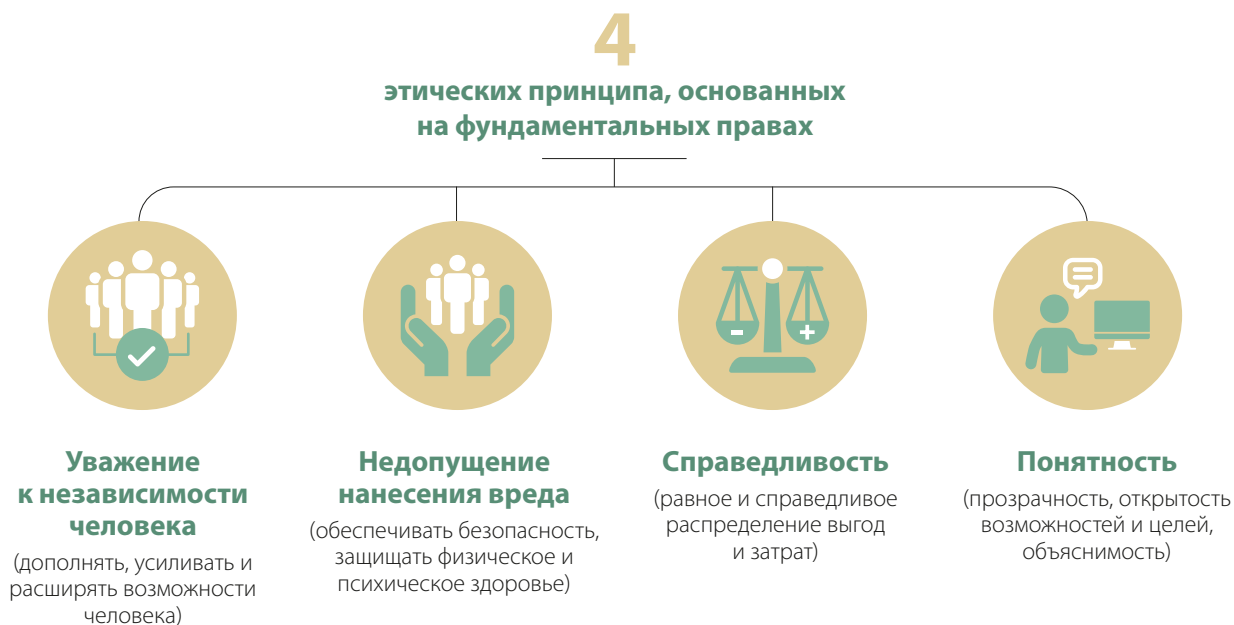 4
этических принципа, основанных
на фундаментальных правах
Уважение
к независимости
человека
(дополнять, усиливать и
расширять возможности
человека)
Недопущение
нанесения вреда
(обеспечивать безопасность,
защищать физическое и
психическое здоровье)
Справедливость
(равное и справедливое
распределение выгод
и затрат)
Понятность
(прозрачность, открытость
возможностей и целей,
объяснимость)